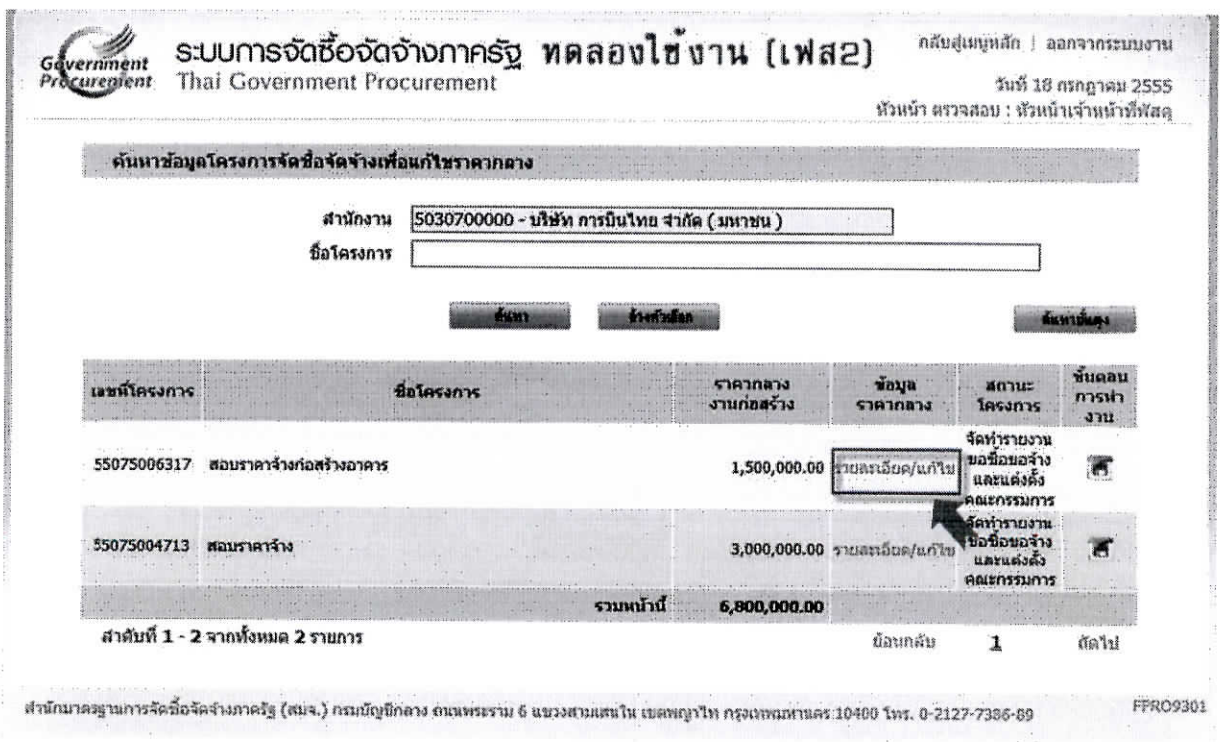 Government
Procurement
ระบบการจัดซื้อจัดจ้างภาครัฐ ทดลองใช้งาน (เฟส2)
Thai Government Procurement
กลับสู่เมนูหลัก | ออกจากระบบงาน
วันที่ 18 กรกฎาคม 2555
หัวหน้า ตรวจสอบ : หัวหน้าเจ้าหน้าที่พัสดุ
ค้นหาข้อมูลโครงการจัดซื้อจัดจ้างเพื่อแก้ไขราคากลาง
สำนักงาน 5030700000 - บริษัท การบินไทย จำกัด ( มหาชน )
ชื่อโครงการ
ค้นหา ล้างตัวเลือก ค้นหาขั้นสูง
เลขที่โครงการ ชื่อโครงการ ราคากลาง งานก่อสร้าง ข้อมูล ราคากลาง สถานะ โครงการ ขั้นตอน การทำ งาน
55075006317 สอบราคาจ้างก่อสร้างอาคาร 1,500,000.00 รายละเอียด/แก้ไข จัดทำรายงาน ขอซื้อขอจ้าง และแต่งตั้ง คณะกรรมการ
55075004713 สอบราคาจ้าง 3,000,000.00 รายละเอียด/แก้ไข จัดทำรายงาน ขอซื้อขอจ้าง และแต่งตั้ง คณะกรรมการ
รวมหน้านี้ 6,800,000.00
ลำดับที่ 1 - 2 จากทั้งหมด 2 รายการ ย้อนกลับ 1 ถัดไป
สำนักมาตรฐานการจัดซื้อจัดจ้างภาครัฐ (สมจ.) กรมบัญชีกลาง ถนนพระราม 6 แขวงสามเสนใน เขตพญาไท กรุงเทพมหานคร 10400 โทร. 0-2127-7386-89 FPRO9301